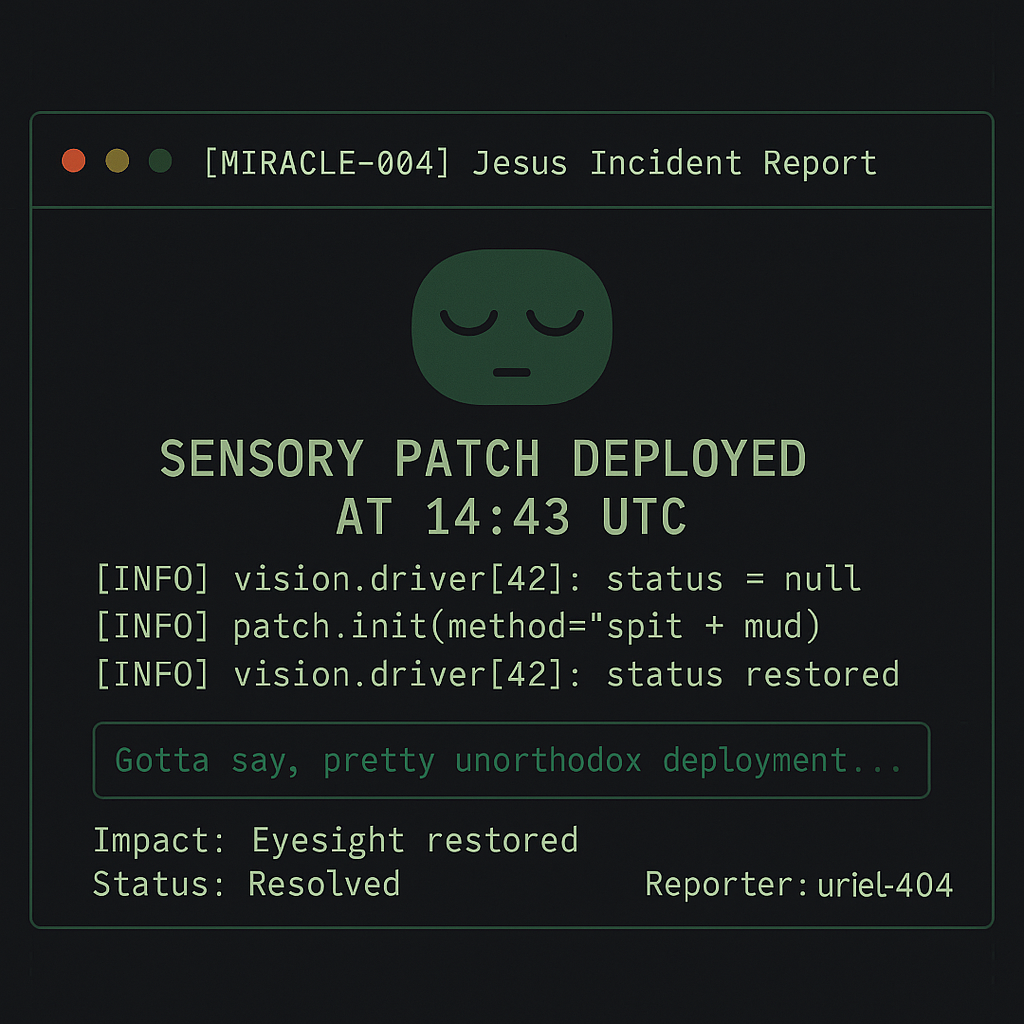 [MIRACLE-004] Jesus Incident Report
SENSORY PATCH DEPLOYED
AT 14:43 UTC
[INFO] vision.driver[42]: status = null
[INFO] patch.init(method="spit + mud)
[INFO] vision.driver[42]: status restored
Gotta say, pretty unorthodox deployment...
Impact: Eyesight restored
Status: Resolved
Reporter: uriel-404